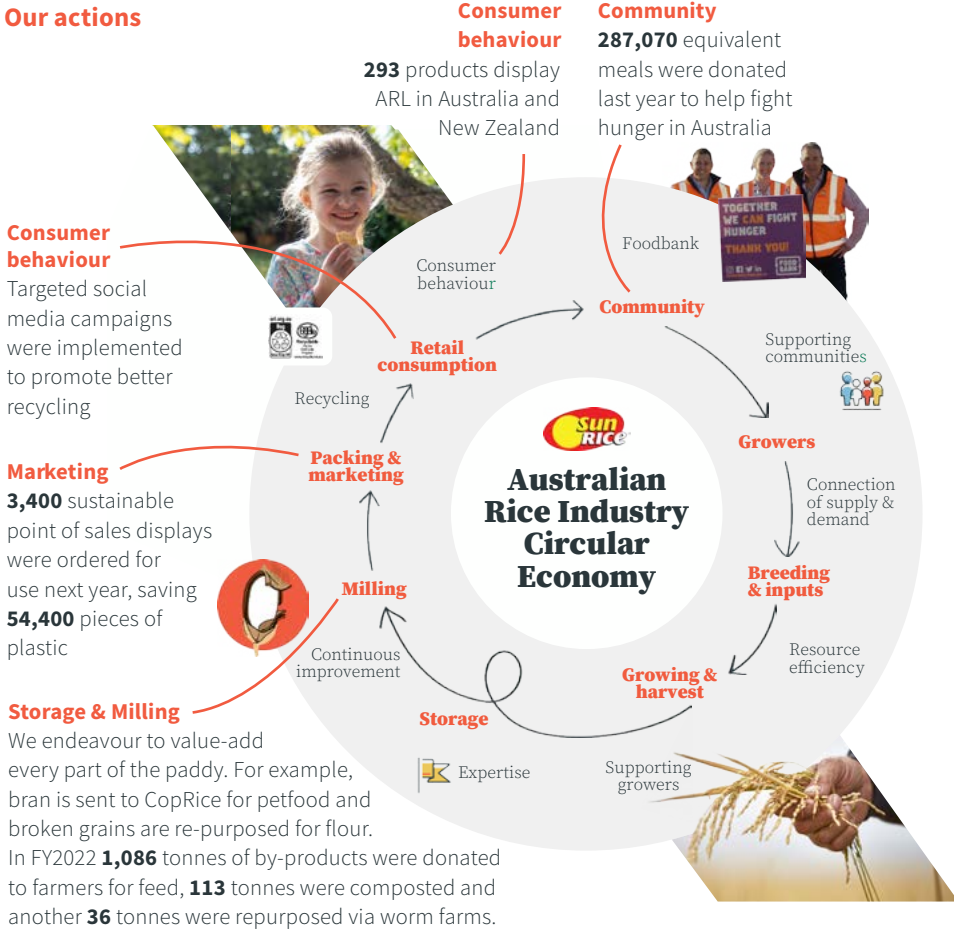 Our actions
Consumer
behaviour
293 products display
ARL in Australia and
New Zealand
Community
287,070 equivalent
meals were donated
last year to help fight
hunger in Australia
Consumer
behaviour
Targeted social
media campaigns
were implemented
to promote better
recycling
Marketing
3,400 sustainable
point of sales displays
were ordered for
use next year, saving
54,400 pieces of
plastic
Storage & Milling
We endeavour to value-add
every part of the paddy. For example,
bran is sent to CopRice for petfood and
broken grains are re-purposed for flour.
In FY2022 1,086 tonnes of by-products were donated
to farmers for feed, 113 tonnes were composted and
another 36 tonnes were repurposed via worm farms.
TOGETHER
WE CAN FIGHT
HUNGER
THANK YOU!
FOOD
BANK
Foodbank
Consumer
behaviour
Community
Supporting
communities
Retail
consumption
Recycling
Growers
Packing &
marketing
Connection
of supply &
demand
Sun
RICE
Australian
Rice Industry
Circular
Economy
Breeding
& inputs
Milling
Resource
efficiency
Continuous
improvement
Growing &
harvest
Storage
Expertise
Supporting
growers